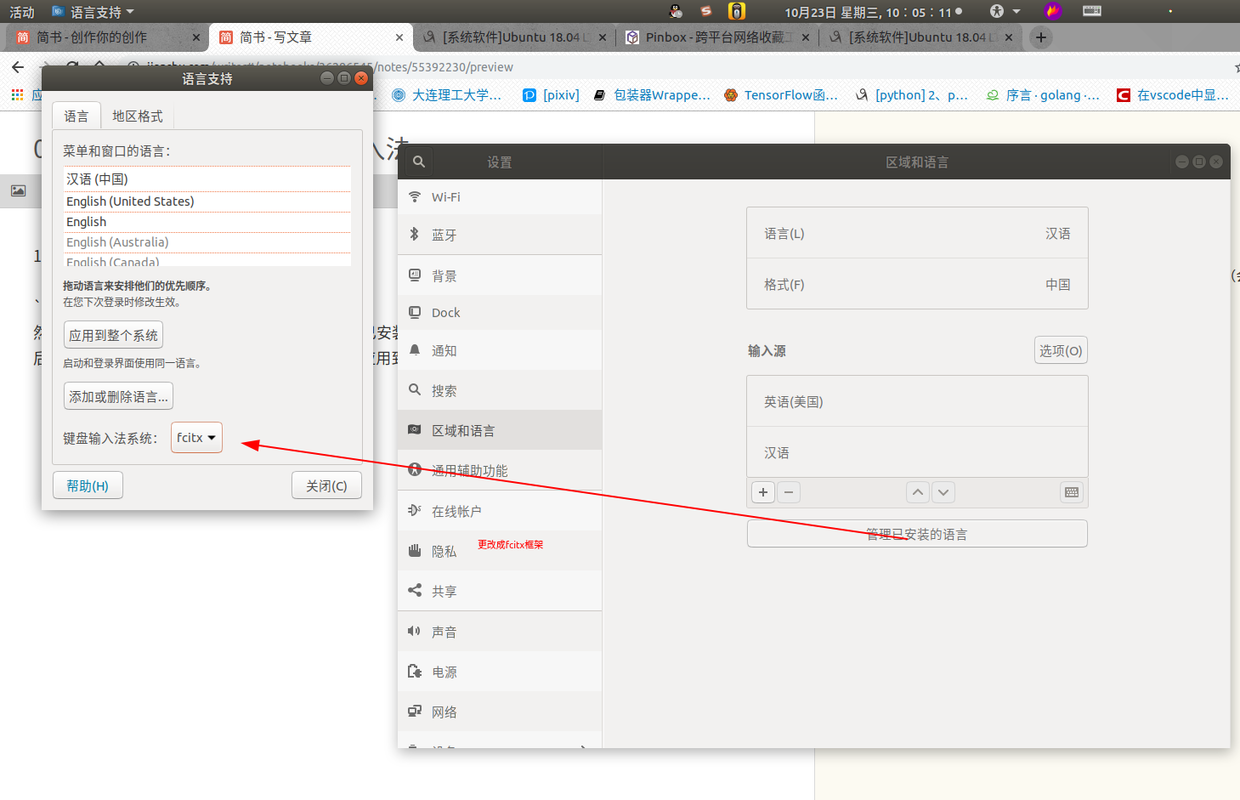 活动 语言支持 10月23日 星期三, 10：05：11
简书 - 创作你的创作 简书 - 写文章 [系统软件]Ubuntu 18.04 [系统软件]Ubuntu 18.04
Pinbox - 跨平台网络收藏
notes/55392230/preview
大连理工大学… [pixiv] 包装器Wrappe… TensorFlow函… [python] 2、p… 序言 · golang ·… 在vscode中显…
语言支持
语言 地区格式
菜单和窗口的语言：
汉语 (中国)
English (United States)
English
English (Australia)
English (Canada)
拖动语言来安排他们的优先顺序。
在您下次登录时修改生效。
应用到整个系统
启动和登录界面使用同一语言。
添加或删除语言...
键盘输入法系统： fcitx
帮助(H) 关闭(C)
设置 区域和语言
Wi-Fi
蓝牙
背景
Dock
通知
搜索
区域和语言
通用辅助功能
在线帐户
隐私
共享
声音
电源
网络
更改成fcitx框架
语言(L) 汉语
格式(F) 中国
输入源 选项(O)
英语(美国)
汉语
管理已安装的语言